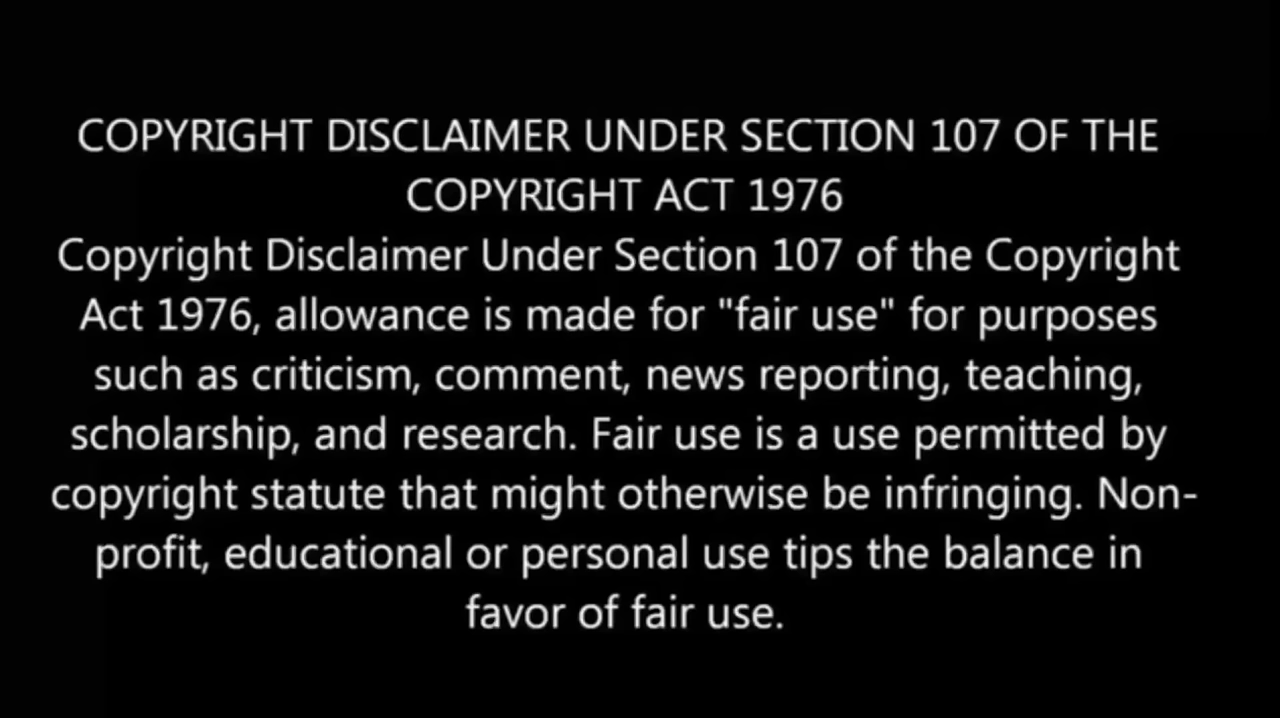 COPYRIGHT DISCLAIMER UNDER SECTION 107 OF THE
COPYRIGHT ACT 1976
Copyright Disclaimer Under Section 107 of the Copyright
Act 1976, allowance is made for "fair use" for purposes
such as criticism, comment, news reporting, teaching,
scholarship, and research. Fair use is a use permitted by
copyright statute that might otherwise be infringing. Non-
profit, educational or personal use tips the balance in
favor of fair use.